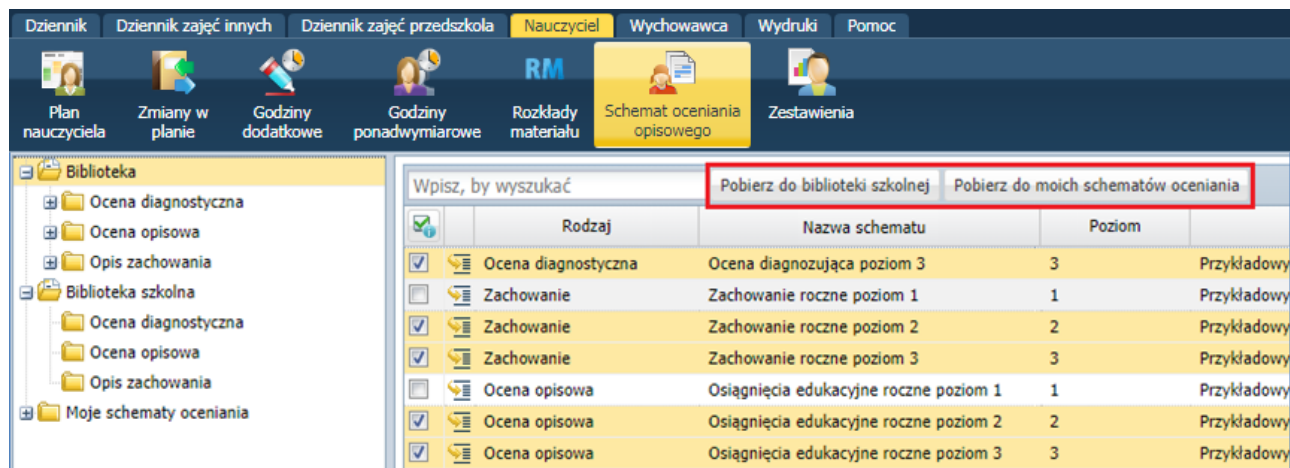 Dziennik Dziennik zajęć innych Dziennik zajęć przedszkola Nauczyciel Wychowawca Wydruki Pomoc
RM
Plan nauczyciela
Zmiany w planie
Godziny dodatkowe
Godziny ponadwymiarowe
Rozkłady materiału
Schemat oceniania opisowego
Zestawienia
Biblioteka
Ocena diagnostyczna
Ocena opisowa
Opis zachowania
Biblioteka szkolna
Ocena diagnostyczna
Ocena opisowa
Opis zachowania
Moje schematy oceniania
Wpisz, by wyszukać Pobierz do biblioteki szkolnej Pobierz do moich schematów oceniania
Rodzaj Nazwa schematu Poziom
Ocena diagnostyczna Ocena diagnozująca poziom 3 3 Przykładowy
Zachowanie Zachowanie roczne poziom 1 1 Przykładowy
Zachowanie Zachowanie roczne poziom 2 2 Przykładowy
Zachowanie Zachowanie roczne poziom 3 3 Przykładowy
Ocena opisowa Osiągnięcia edukacyjne roczne poziom 1 1 Przykładowy
Ocena opisowa Osiągnięcia edukacyjne roczne poziom 2 2 Przykładowy
Ocena opisowa Osiągnięcia edukacyjne roczne poziom 3 3 Przykładowy